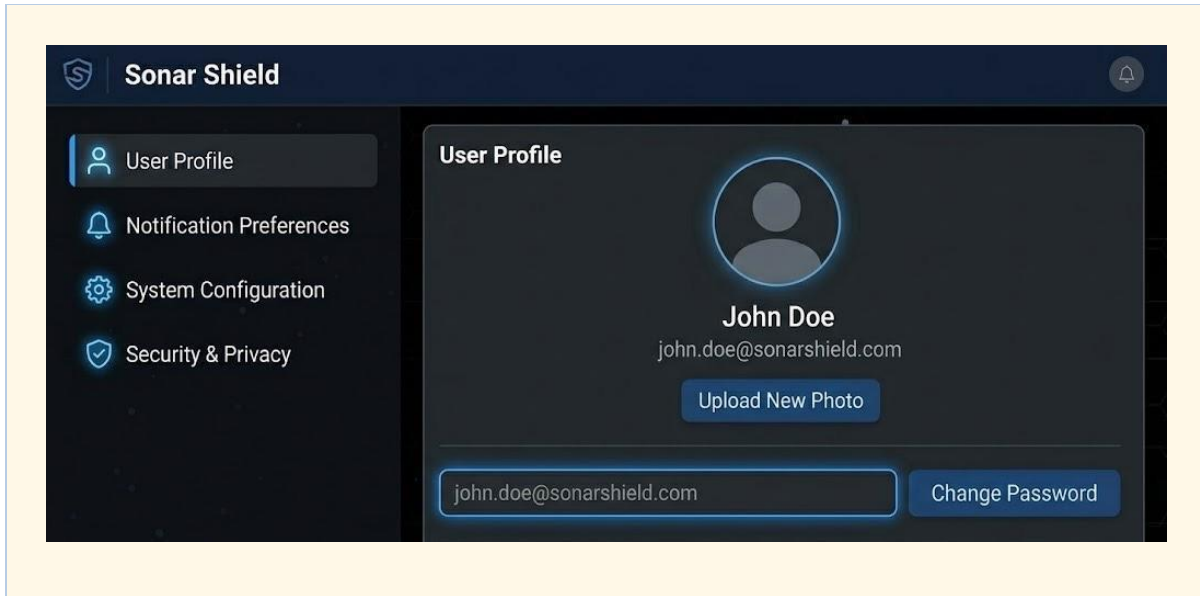 Sonar Shield
User Profile
Notification Preferences
System Configuration
Security & Privacy
User Profile
John Doe
john.doe@sonarshield.com
Upload New Photo
john.doe@sonarshield.com
Change Password